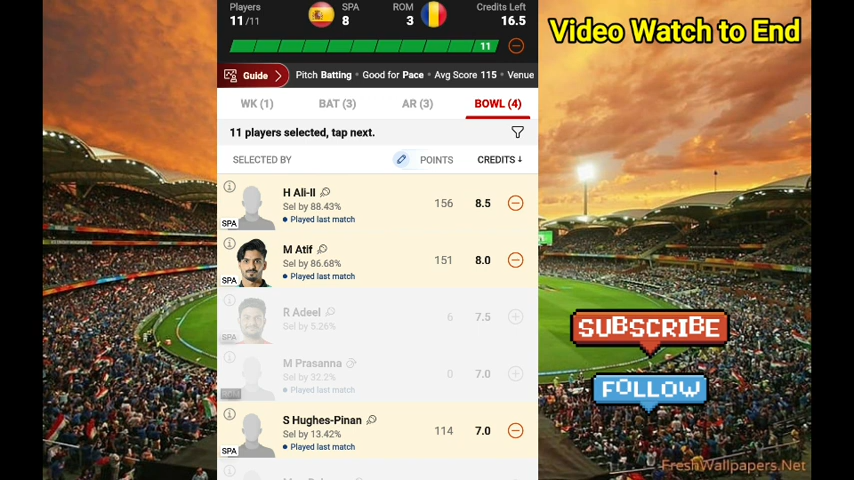 Players
SPA
ROM
Credits Left
11/11
8
3
16.5
11
Guide
Pitch Batting • Good for Pace • Avg Score 115 • Venue
WK (1)
BAT (3)
AR (3)
BOWL (4)
11 players selected, tap next.
SELECTED BY
POINTS
CREDITS↓
H Ali-II
Sel by 88.43%
• Played last match
SPA
156
8.5
M Atif
Sel by 86.68%
• Played last match
SPA
151
8.0
R Adeel
Sel by 5.26%
SPA
6
7.5
M Prasanna
Sel by 32.2%
• Played last match
0
7.0
S Hughes-Pinan
Sel by 13.42%
• Played last match
SPA
114
7.0
Video Watch to End
SUBSCRIBE
FOLLOW
FreshWallpapers.Net